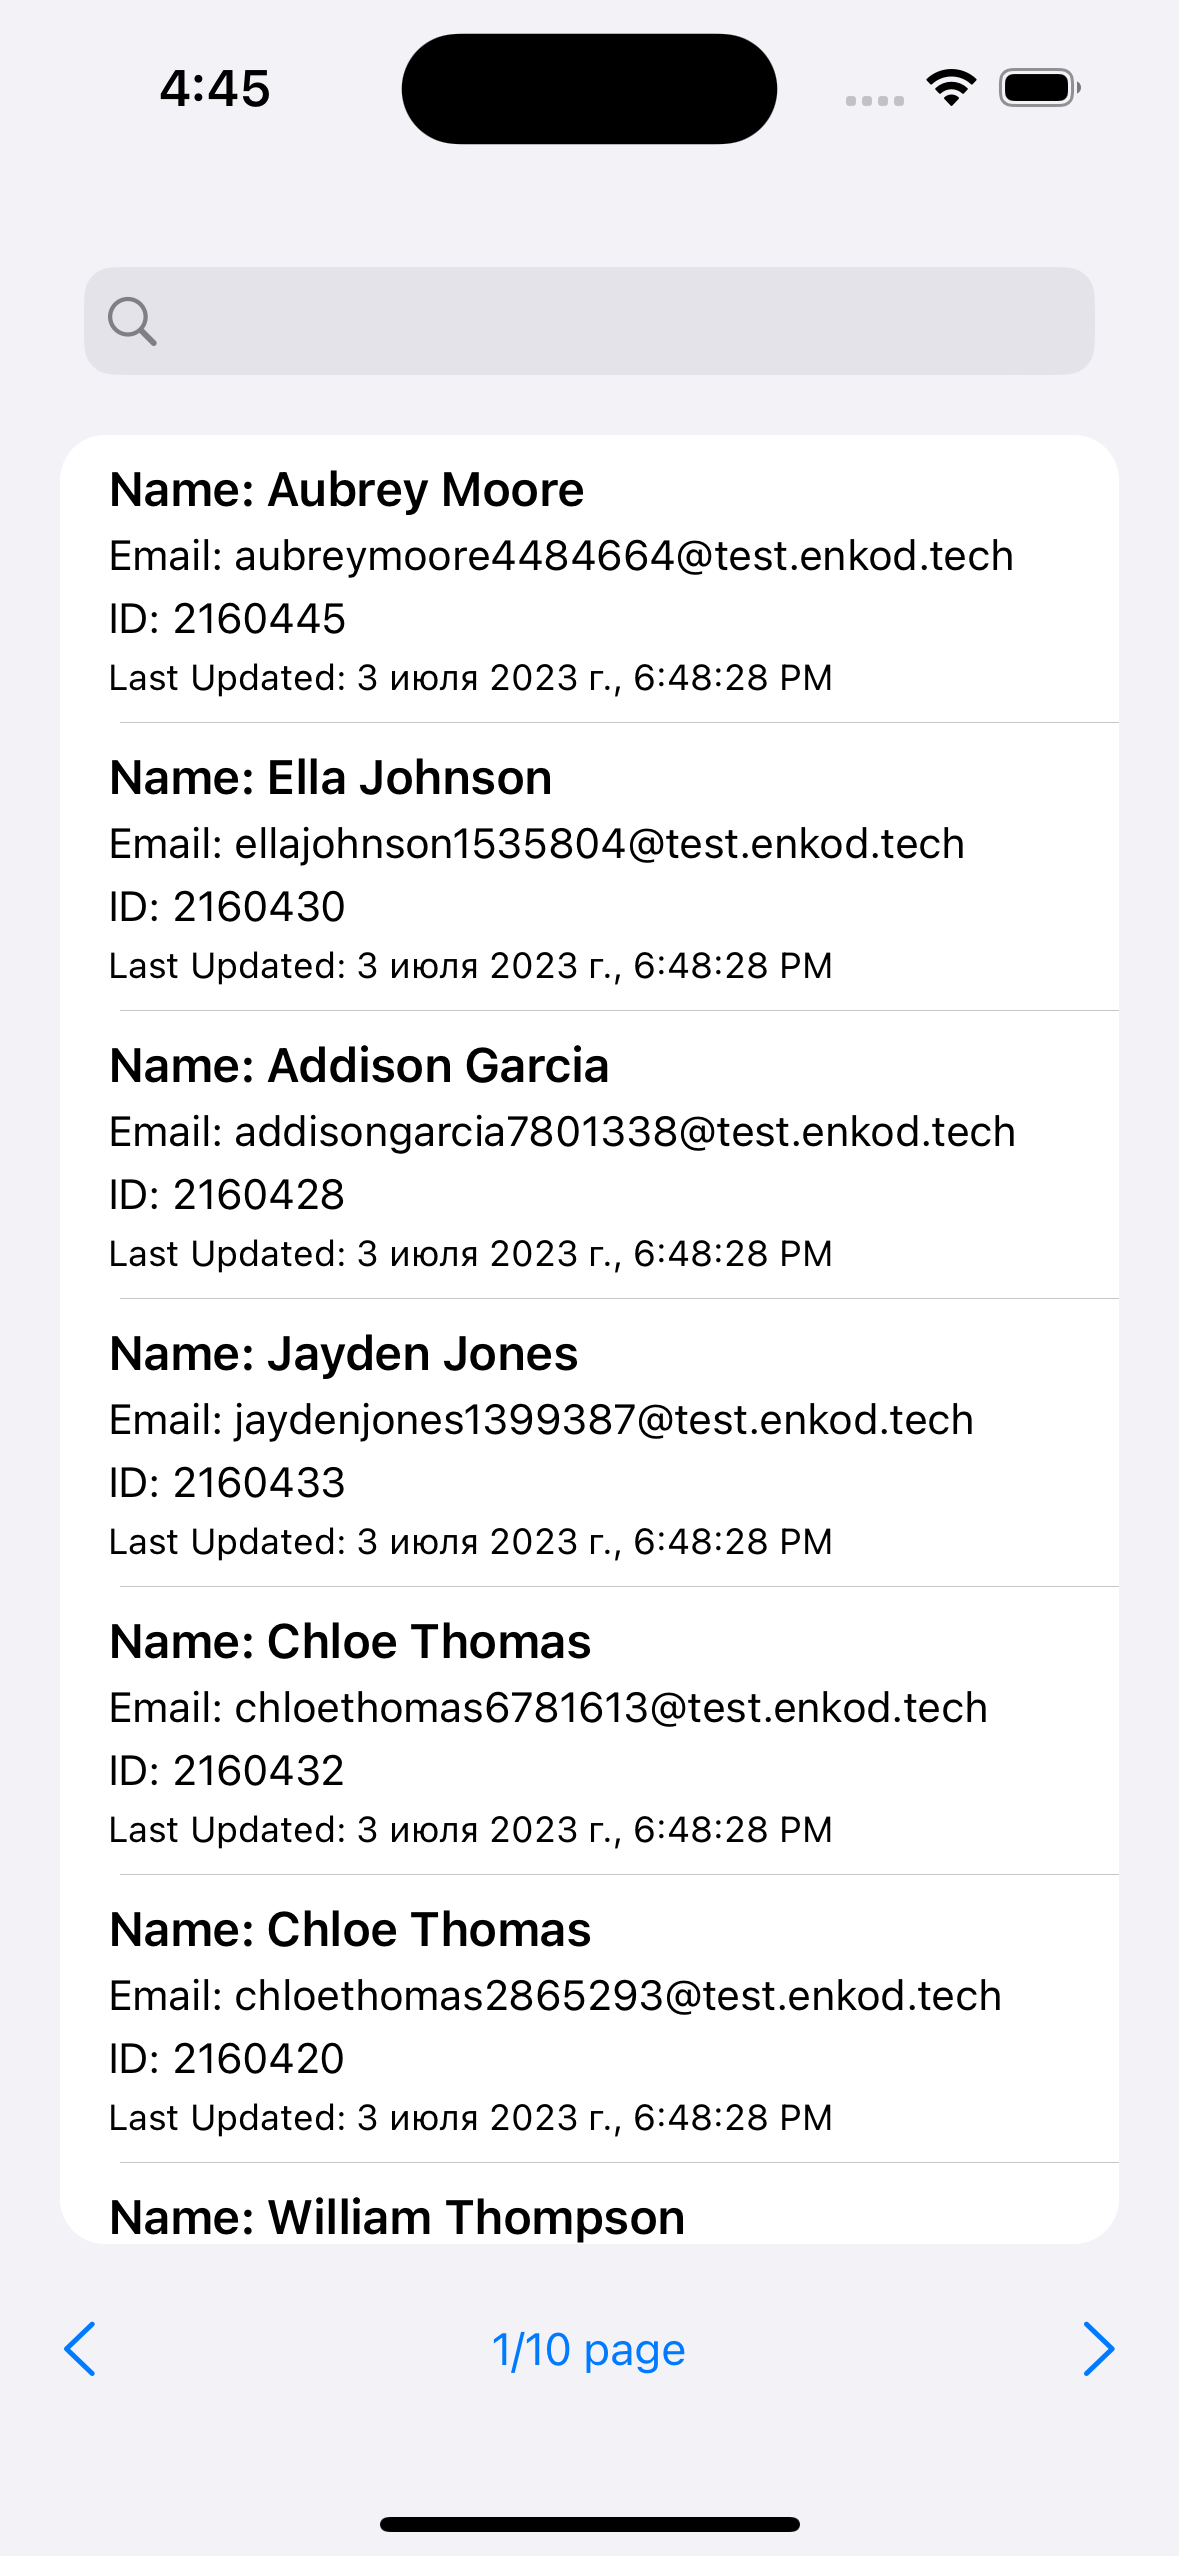 4:45
Name: Aubrey Moore
Email: aubreymoore4484664@test.enkod.tech
ID: 2160445
Last Updated: 3 июля 2023 г., 6:48:28 PM
Name: Ella Johnson
Email: ellajohnson1535804@test.enkod.tech
ID: 2160430
Last Updated: 3 июля 2023 г., 6:48:28 PM
Name: Addison Garcia
Email: addisongarcia7801338@test.enkod.tech
ID: 2160428
Last Updated: 3 июля 2023 г., 6:48:28 PM
Name: Jayden Jones
Email: jaydenjones1399387@test.enkod.tech
ID: 2160433
Last Updated: 3 июля 2023 г., 6:48:28 PM
Name: Chloe Thomas
Email: chloethomas6781613@test.enkod.tech
ID: 2160432
Last Updated: 3 июля 2023 г., 6:48:28 PM
Name: Chloe Thomas
Email: chloethomas2865293@test.enkod.tech
ID: 2160420
Last Updated: 3 июля 2023 г., 6:48:28 PM
Name: William Thompson
1/10 page